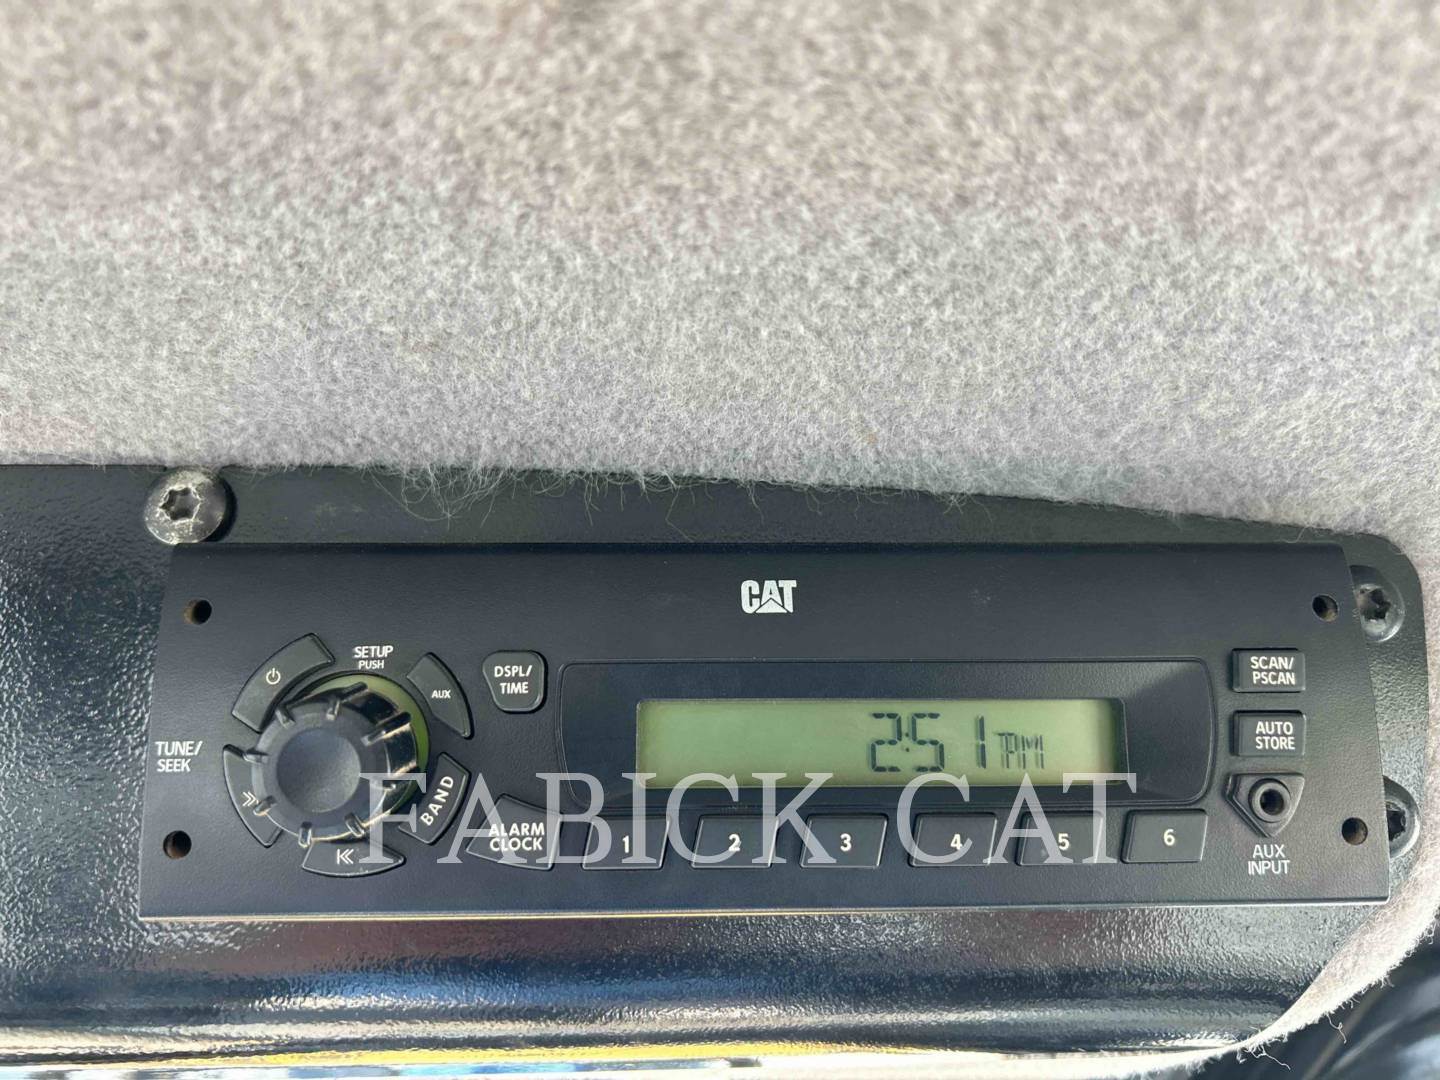 CAT
SETUP
PUSH
AUX
DSPL/
TIME
SCAN/
PSCAN
TUNE/
SEEK
2:51 PM
AUTO
STORE
BAND
FABICK CAT
ALARM
CLOCK
1 2 3 4 5 6
AUX
INPUT